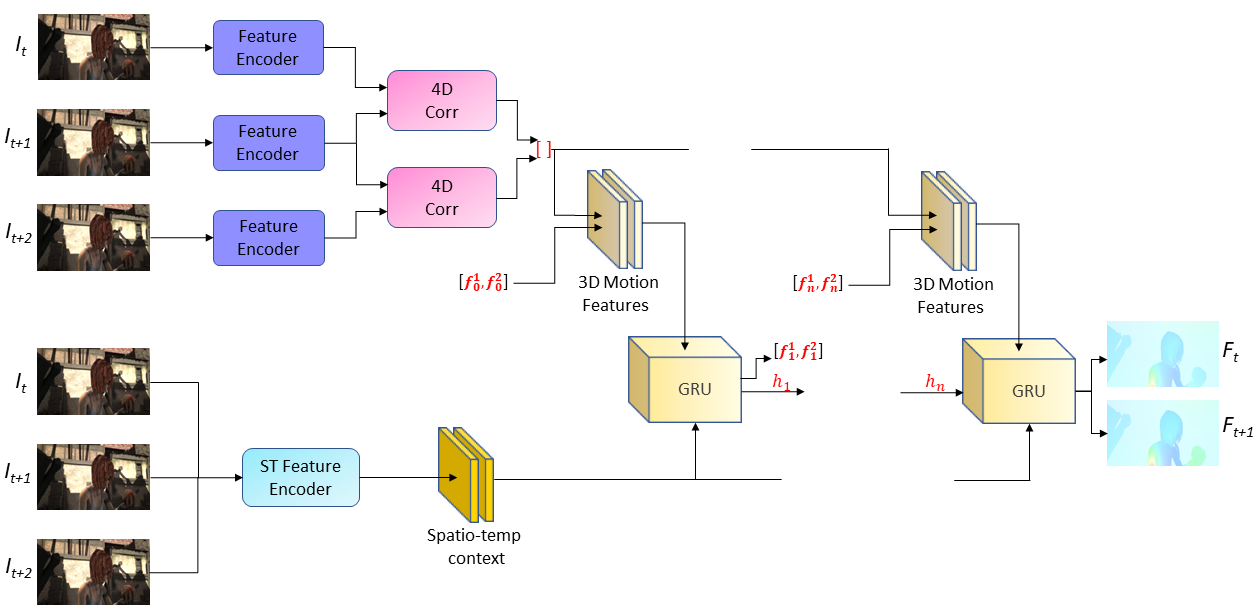 I_t
Feature
Encoder
4D
Corr
I_{t+1}
Feature
Encoder
[ ]
4D
Corr
I_{t+2}
Feature
Encoder
[f_0^1, f_0^2]
3D Motion
Features
[f_n^1, f_n^2]
3D Motion
Features
I_t
GRU
[f_1^1, f_1^2]
h_1
h_n
GRU
F_t
F_{t+1}
I_{t+1}
ST Feature
Encoder
Spatio-temp
context
I_{t+2}